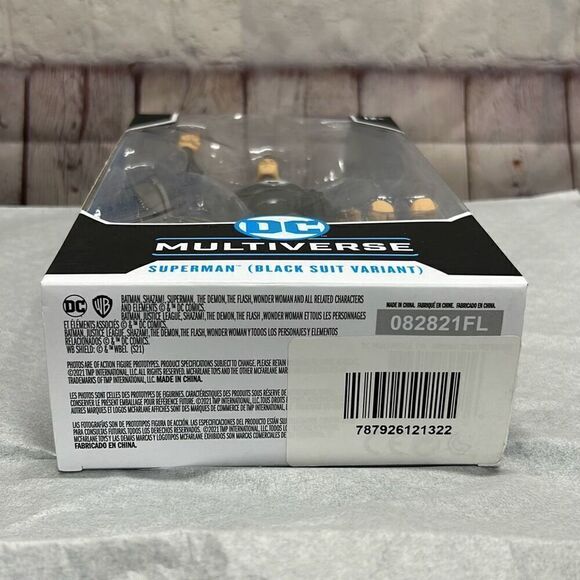 DC
MULTIVERSE
SUPERMAN™ (BLACK SUIT VARIANT)
DC WB
BATMAN, SHAZAM!, SUPERMAN, THE DEMON, THE FLASH, WONDER WOMAN AND ALL RELATED CHARACTERS
AND ELEMENTS © & ™ DC COMICS.
BATMAN, JUSTICE LEAGUE, SHAZAM!, THE DEMON, THE FLASH, WONDER WOMAN ET TOUS LES PERSONNAGES
ET ÉLÉMENTS ASSOCIÉS © & ™ DC COMICS.
BATMAN, JUSTICE LEAGUE, SHAZAM!, THE DEMON, THE FLASH, WONDER WOMAN Y TODOS LOS PERSONAJES Y ELEMENTOS
RELACIONADOS © & ™ DC COMICS.
WB SHIELD: © & ™ WBEI. (S21)
MADE IN CHINA. FABRIQUÉ EN CHINE. FABRICADO EN CHINA.
082821FL
PHOTOS ARE OF ACTION FIGURE PROTOTYPES. PRODUCT SPECIFICATIONS SUBJECT TO CHANGE. PLEASE RETAIN
©2021 TMP INTERNATIONAL, LLC. ALL RIGHTS RESERVED. MCFARLANE TOYS AND THE OTHER MCFARLANE MAR
TRADEMARKS OF TMP INTERNATIONAL, LLC. MADE IN CHINA.
LES PHOTOS SONT CELLES DES PROTOTYPES DE FIGURINE. CARACTÉRISTIQUES DES PRODUITS SOUS RÉSERVE DE
CONSERVER LE PRÉSENT EMBALLAGE POUR RÉFÉRENCE. ©2021 TMP INTERNATIONAL, LLC TOUS DROITS
AUTRES MARQUES ET LOGOS MCFARLANE AFFICHÉS SONT DES MARQUES DE COMMERCE DE TMP INTERNATIONAL,
LAS FOTOGRAFÍAS SON DE PROTOTIPOS DE FIGURA DE ACCIÓN. LAS ESPECIFICACIONES DEL PRODUCTO ESTÁN SUJ
PARA CONSULTAS FUTURAS. TODOS LOS DERECHOS RESERVADOS. ©2021 TMP INTERNATIONAL, LLC. TODOS LO
MCFARLANE TOYS Y LAS DEMÁS MARCAS Y LOGOTIPOS MCFARLANE EXHIBIDOS SON MARCAS COMERCIALES DE
FABRICADO EN CHINA.
787926121322